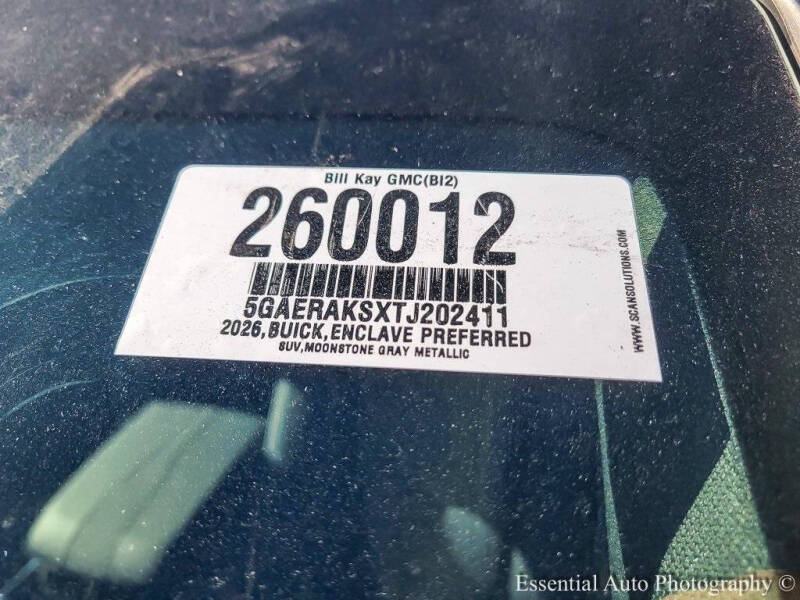 Bill Kay GMC(BI2)
260012
5GAERAKSXTJ202411
2026,BUICK,ENCLAVE PREFERRED
SUV,MOONSTONE GRAY METALLIC
WWW.SCANSOLUTIONS.COM
Essential Auto Photography ©